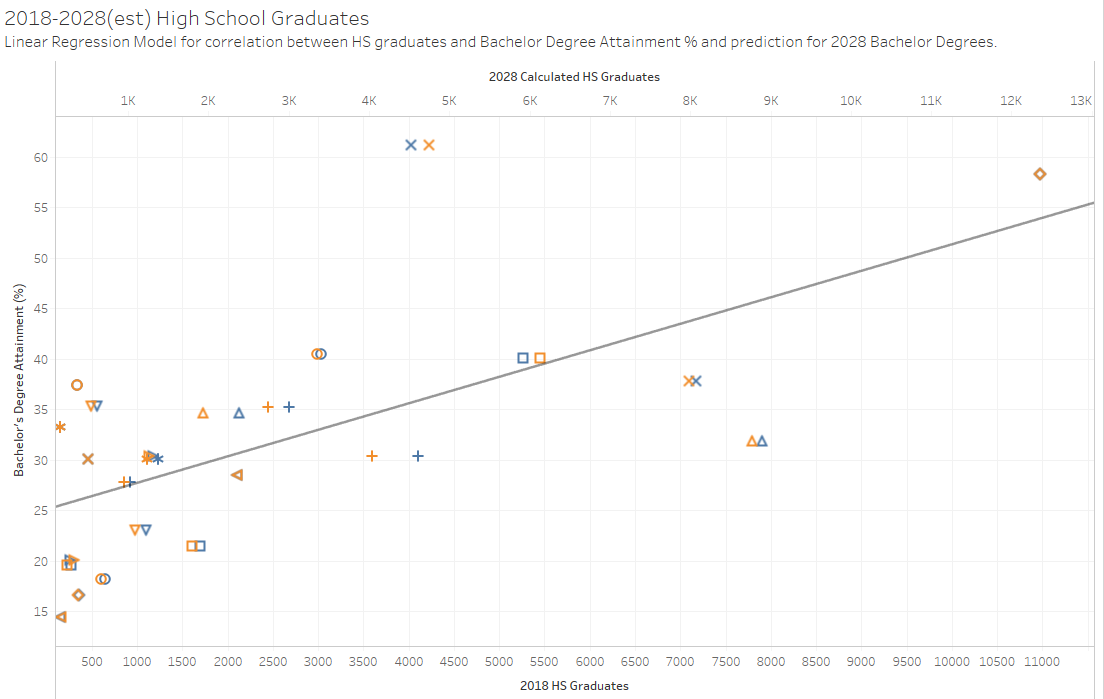 2018-2028(est) High School Graduates
Linear Regression Model for correlation between HS graduates and Bachelor Degree Attainment % and prediction for 2028 Bachelor Degrees.
2028 Calculated HS Graduates
1K 2K 3K 4K 5K 6K 7K 8K 9K 10K 11K 12K 13K
Bachelor's Degree Attainment (%)
60
55
50
45
40
35
30
25
20
15
500 1000 1500 2000 2500 3000 3500 4000 4500 5000 5500 6000 6500 7000 7500 8000 8500 9000 9500 10000 10500 11000
2018 HS Graduates